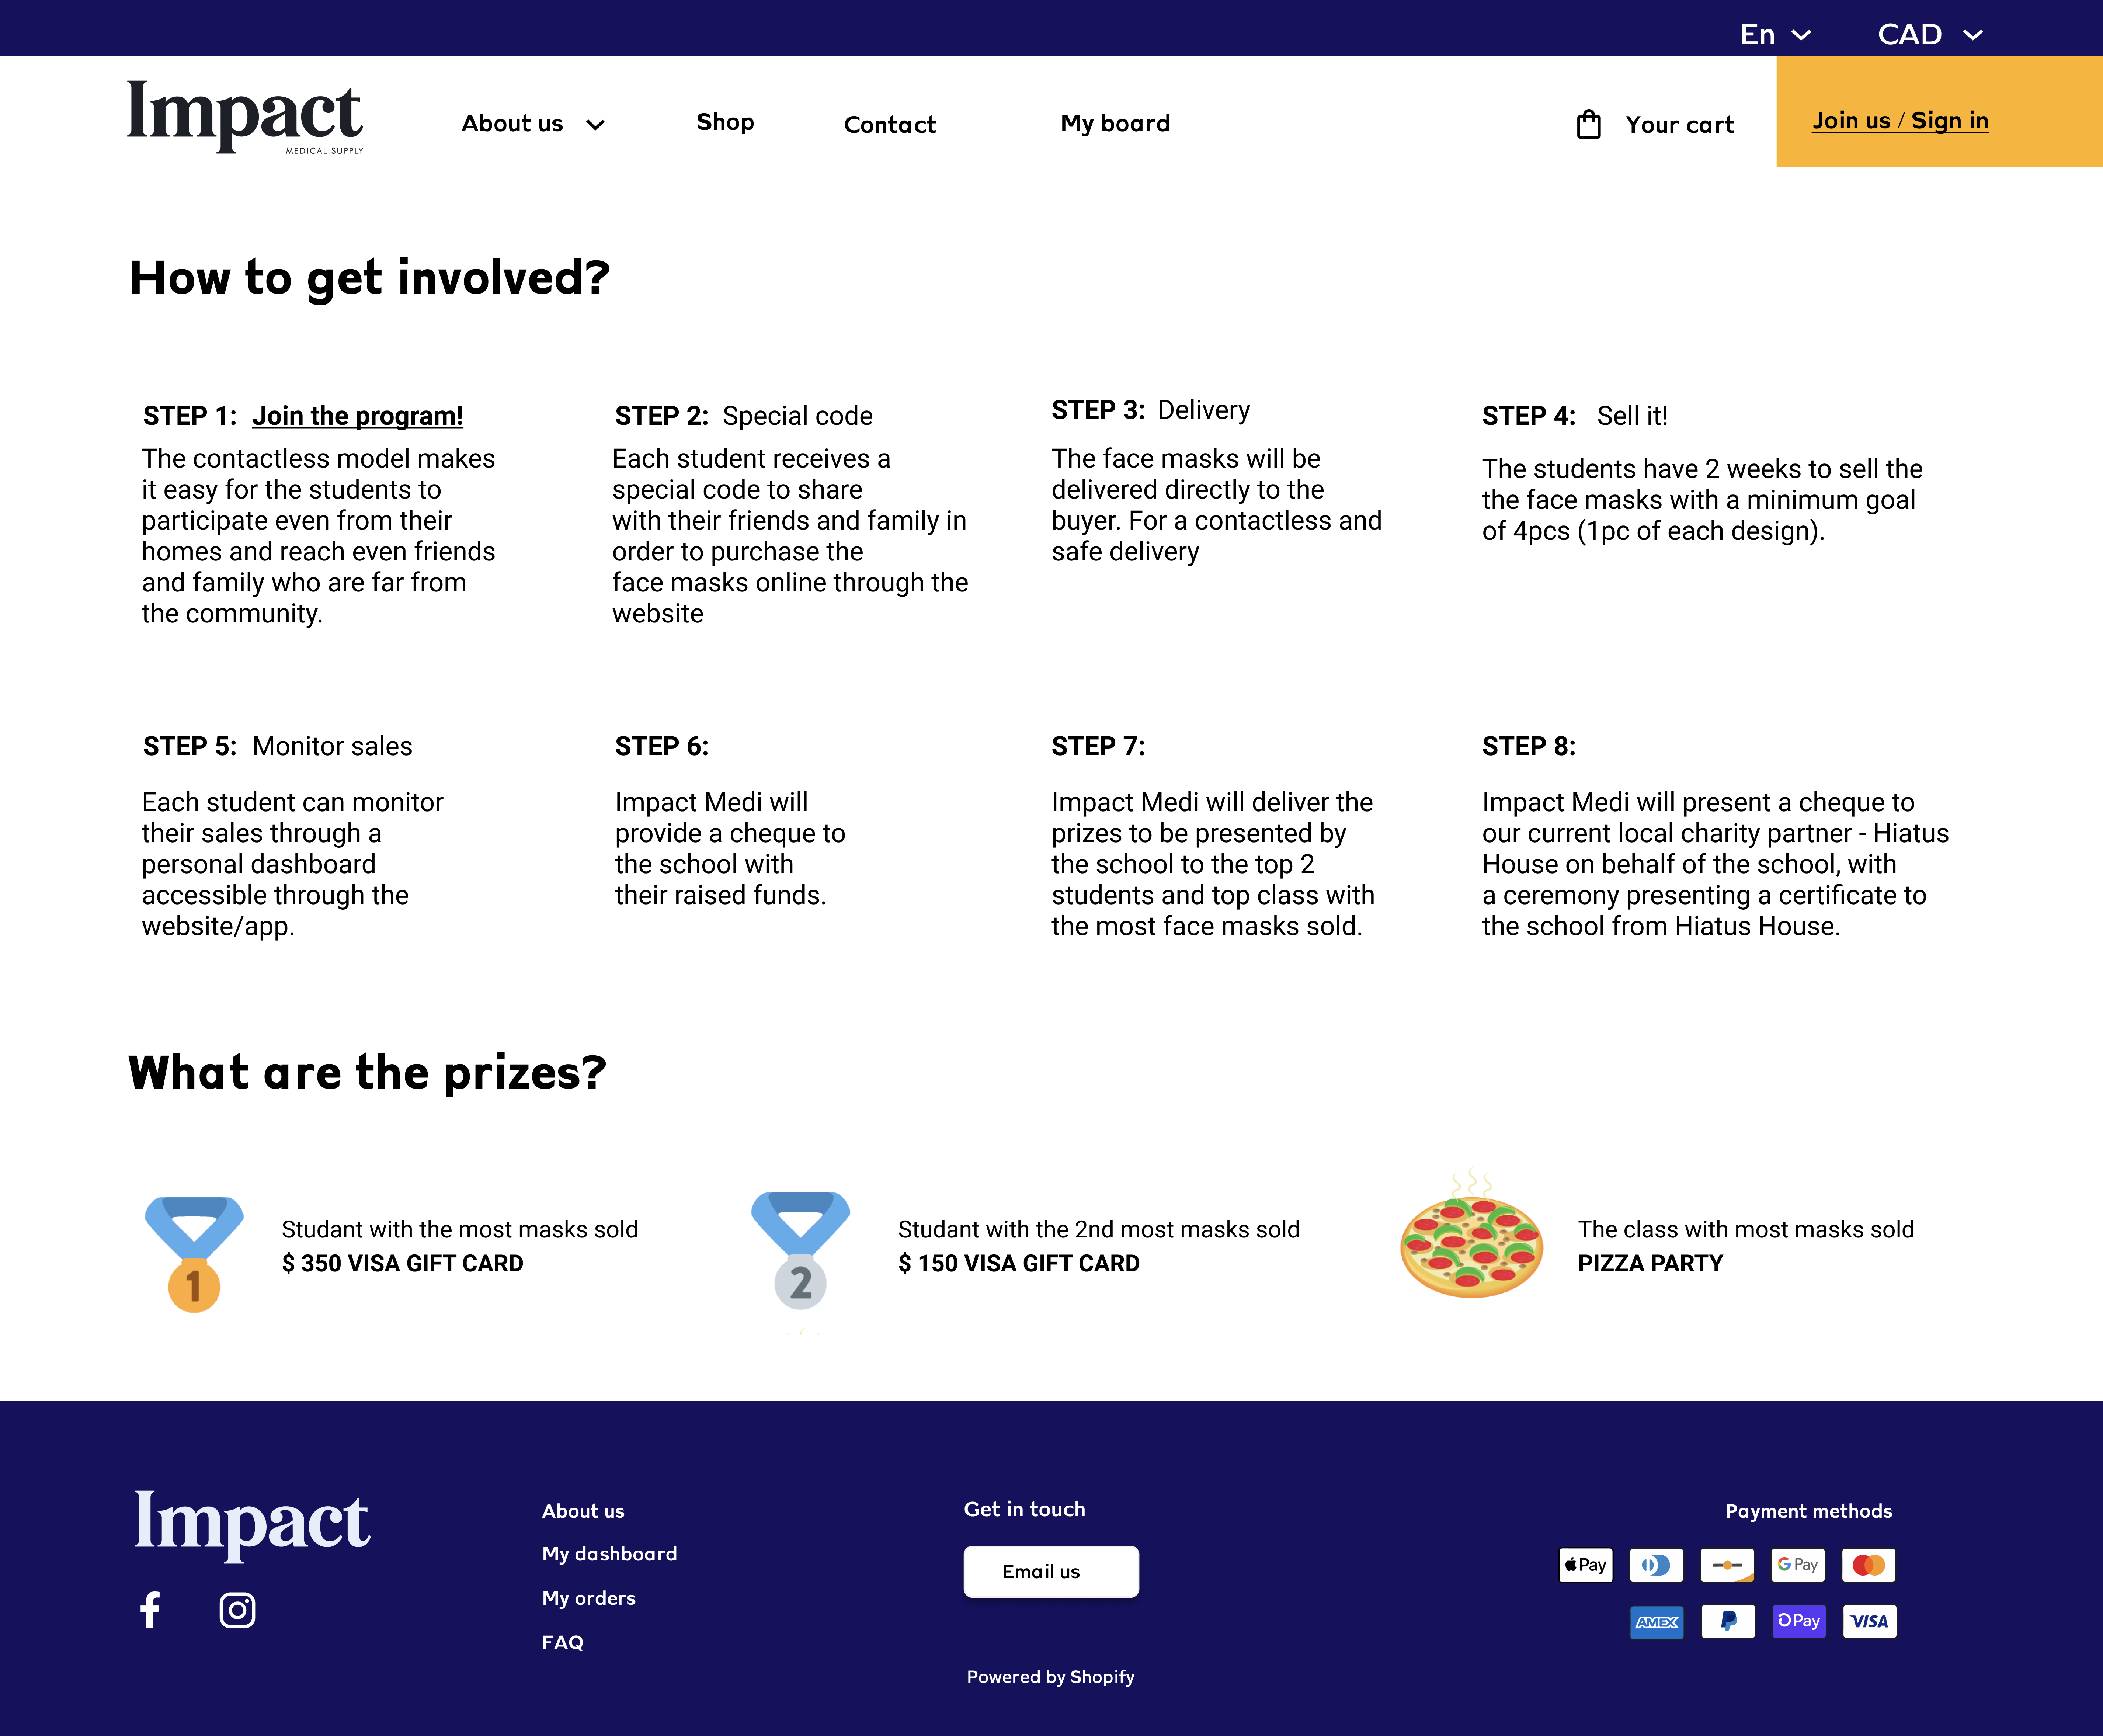 En
CAD
Impact
MEDICAL SUPPLY
About us
Shop
Contact
My board
Your cart
Join us / Sign in
How to get involved?
STEP 1: Join the program!
The contactless model makes
it easy for the students to
participate even from their
homes and reach even friends
and family who are far from
the community.
STEP 2: Special code
Each student receives a
special code to share
with their friends and family in
order to purchase the
face masks online through the
website
STEP 3: Delivery
The face masks will be
delivered directly to the
buyer. For a contactless and
safe delivery
STEP 4: Sell it!
The students have 2 weeks to sell the
the face masks with a minimum goal
of 4pcs (1pc of each design).
STEP 5: Monitor sales
Each student can monitor
their sales through a
personal dashboard
accessible through the
website/app.
STEP 6:
Impact Medi will
provide a cheque to
the school with
their raised funds.
STEP 7:
Impact Medi will deliver the
prizes to be presented by
the school to the top 2
students and top class with
the most face masks sold.
STEP 8:
Impact Medi will present a cheque to
our current local charity partner - Hiatus
House on behalf of the school, with
a ceremony presenting a certificate to
the school from Hiatus House.
What are the prizes?
1
Studant with the most masks sold
$ 350 VISA GIFT CARD
2
Studant with the 2nd most masks sold
$ 150 VISA GIFT CARD
The class with most masks sold
PIZZA PARTY
Impact
About us
My dashboard
My orders
FAQ
Get in touch
Email us
Powered by Shopify
Payment methods
Pay
G Pay
AMEX
Pay
VISA